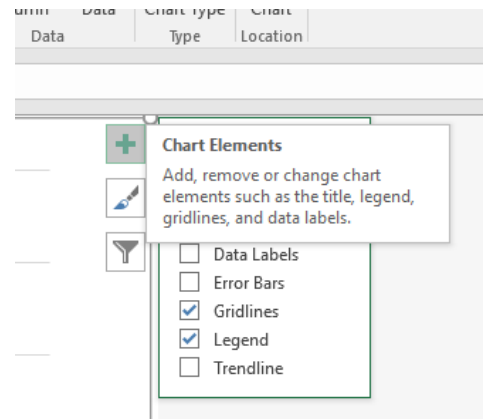 Data Chart Type Chart
Data Type Location
Chart Elements
Add, remove or change chart
elements such as the title, legend,
gridlines, and data labels.
Data Labels
Error Bars
Gridlines
Legend
Trendline